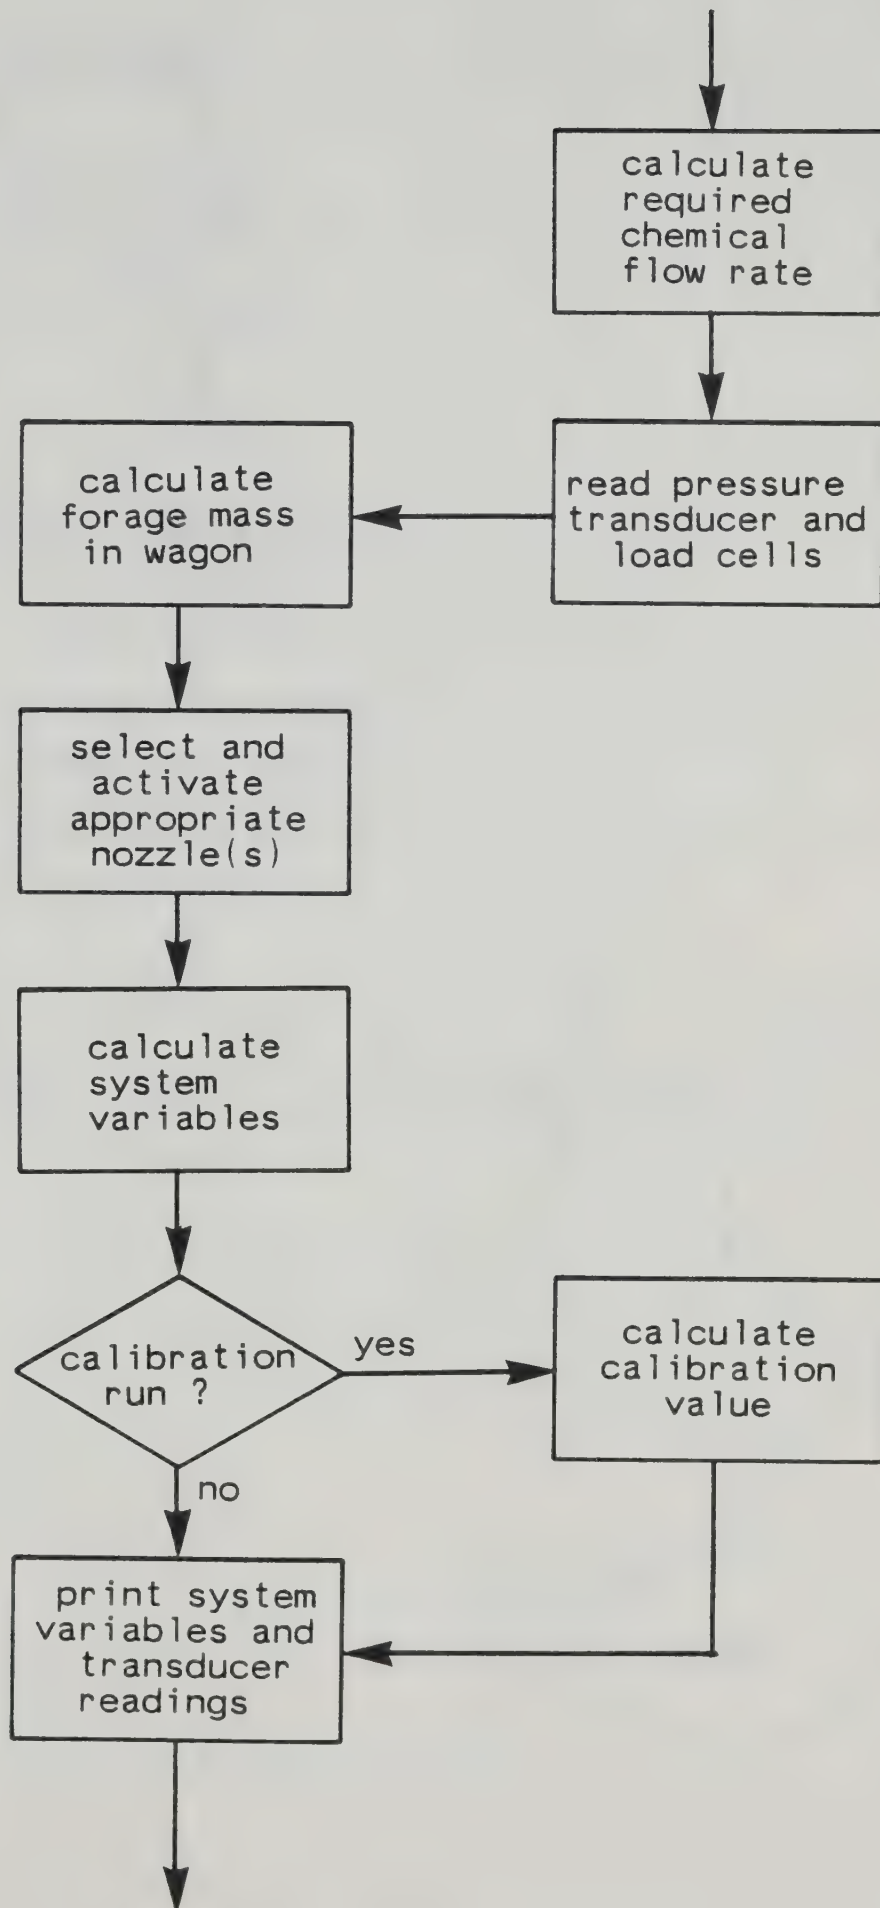 calculate
required
chemical
flow rate
read pressure
transducer and
load cells
calculate
forage mass
in wagon
select and
activate
appropriate
nozzle(s)
calculate
system
variables
calibration
run ?
yes
calculate
calibration
value
no
print system
variables and
transducer
readings